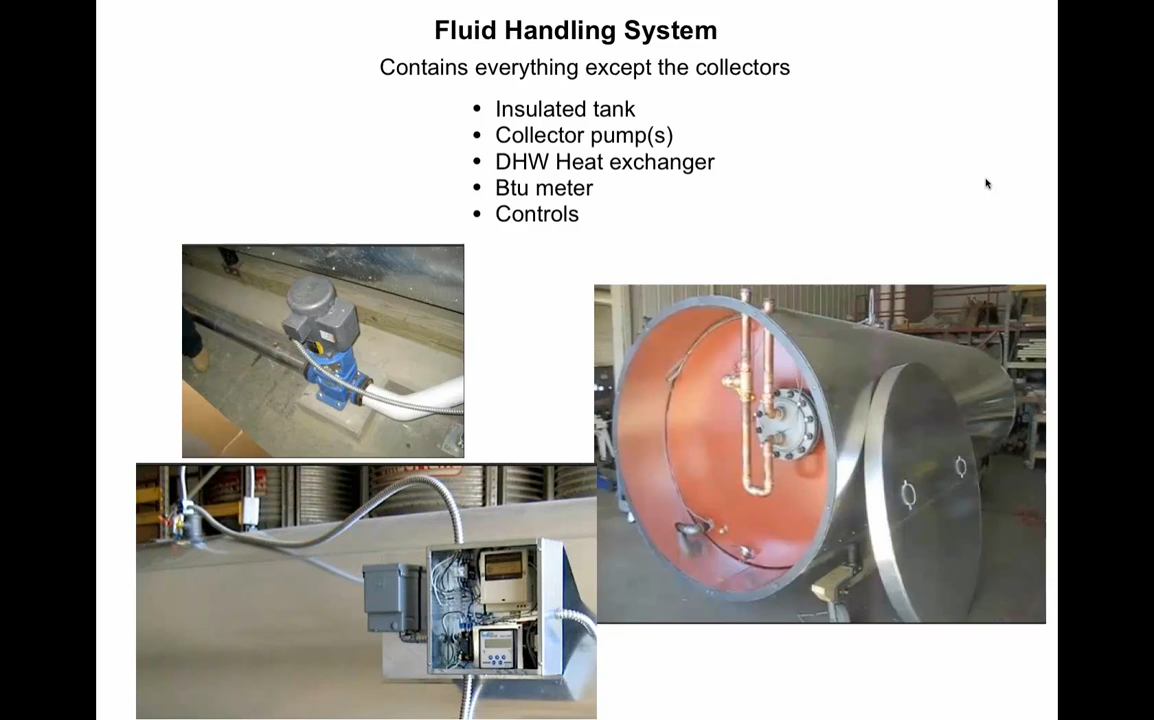 Fluid Handling System
Contains everything except the collectors
• Insulated tank
• Collector pump(s)
• DHW Heat exchanger
• Btu meter
• Controls